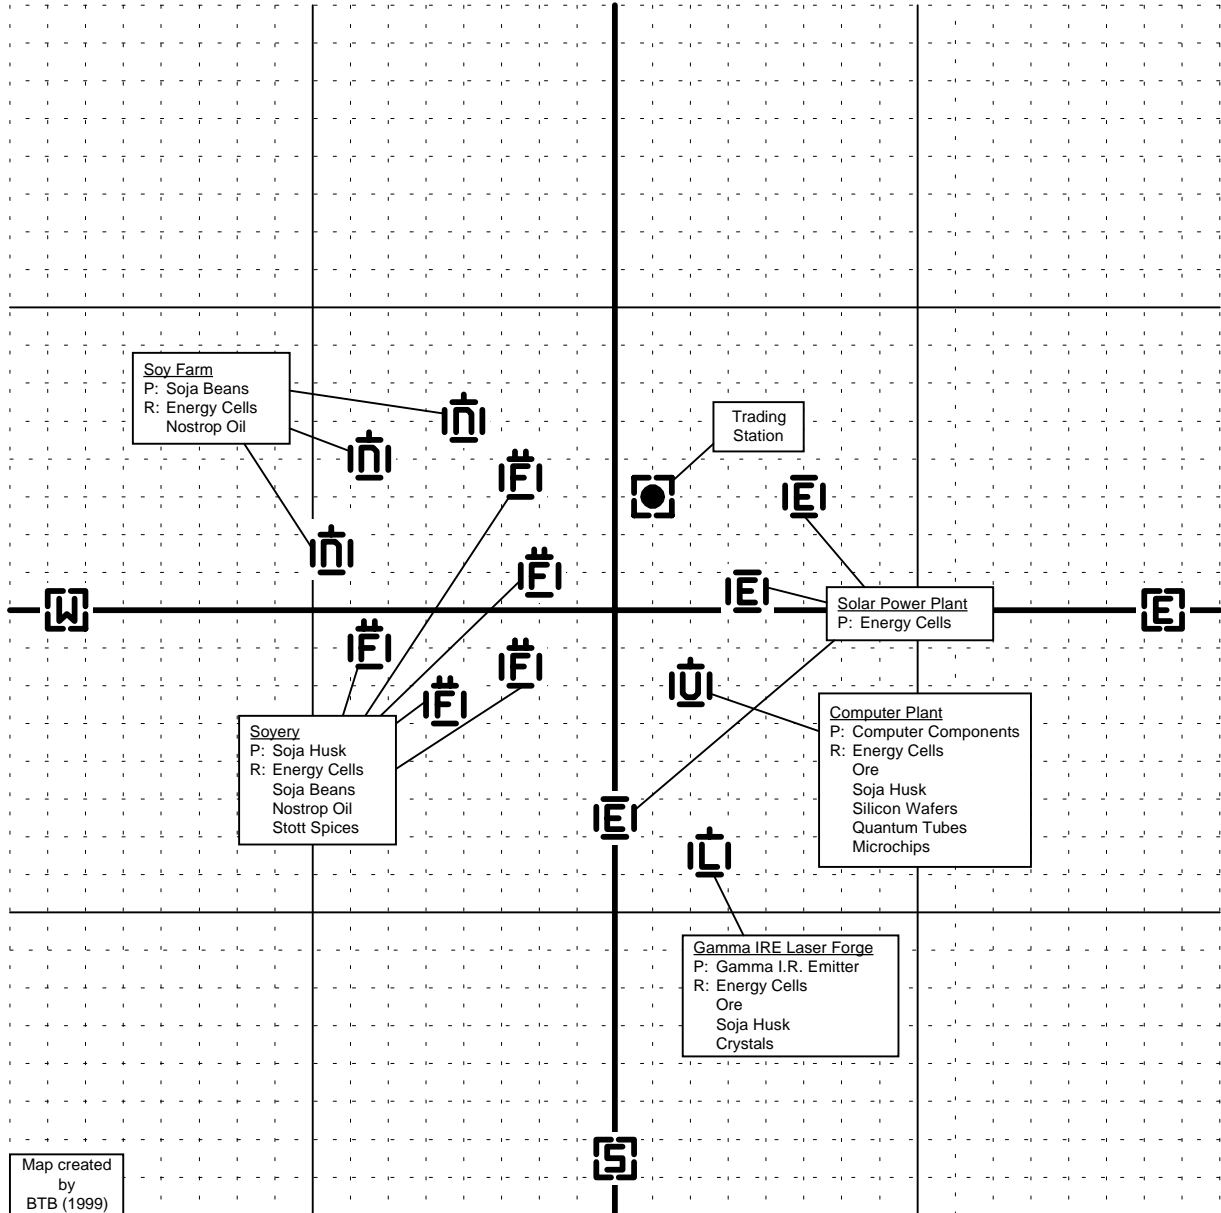 Soy Farm
P: Soja Beans
R: Energy Cells
Nostrop Oil
n
n
n
F
F
Trading
Station
E
E
W
E
Solar Power Plant
P: Energy Cells
F
F
F
U
Soyery
P: Soja Husk
R: Energy Cells
Soja Beans
Nostrop Oil
Stott Spices
Computer Plant
P: Computer Components
R: Energy Cells
Ore
Soja Husk
Silicon Wafers
Quantum Tubes
Microchips
E
L
Gamma IRE Laser Forge
P: Gamma I.R. Emitter
R: Energy Cells
Ore
Soja Husk
Crystals
S
Map created
by
BTB (1999)